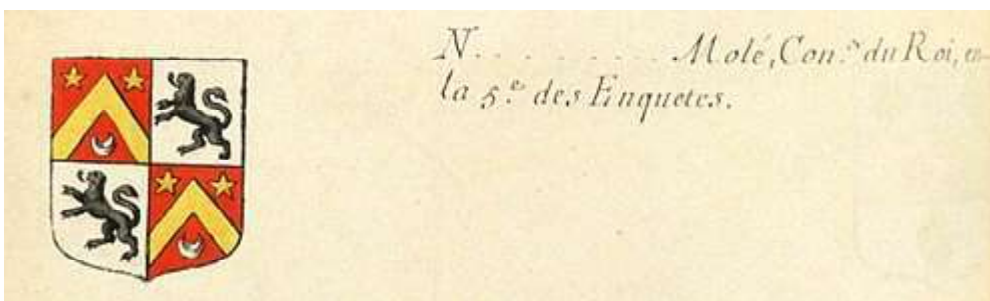 N. . . . . . . . . Molé, Con.er du Roi, en
la 5.e des Enquetes.